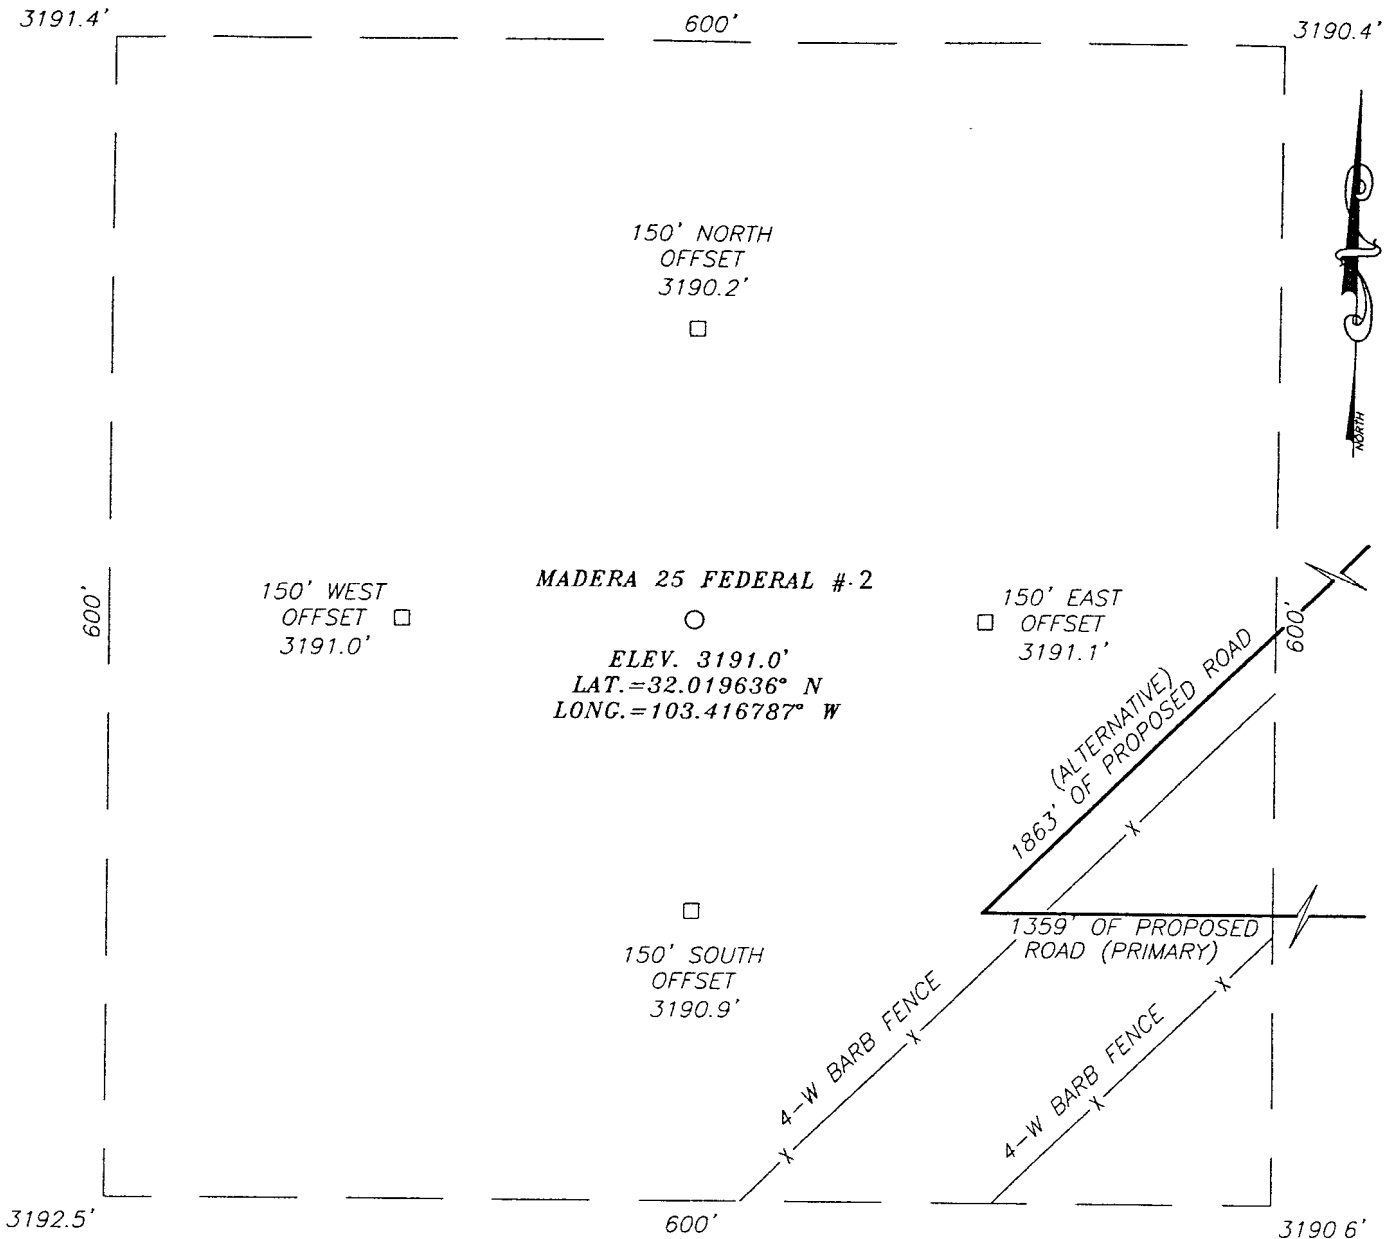 3191.4'
600'
3190.4'
150' NORTH
OFFSET
3190.2'
NORTH
600'
150' WEST
OFFSET
3191.0'
MADERA 25 FEDERAL #.2
ELEV. 3191.0'
LAT.=32.019636° N
LONG.=103.416787° W
150' EAST
OFFSET
3191.1'
600'
(ALTERNATIVE)
1863' OF PROPOSED ROAD
X
1359' OF PROPOSED
ROAD (PRIMARY)
150' SOUTH
OFFSET
3190.9'
4-W BARB FENCE
X
X
4-W BARB FENCE
X
X
3192.5'
600'
3190 6'